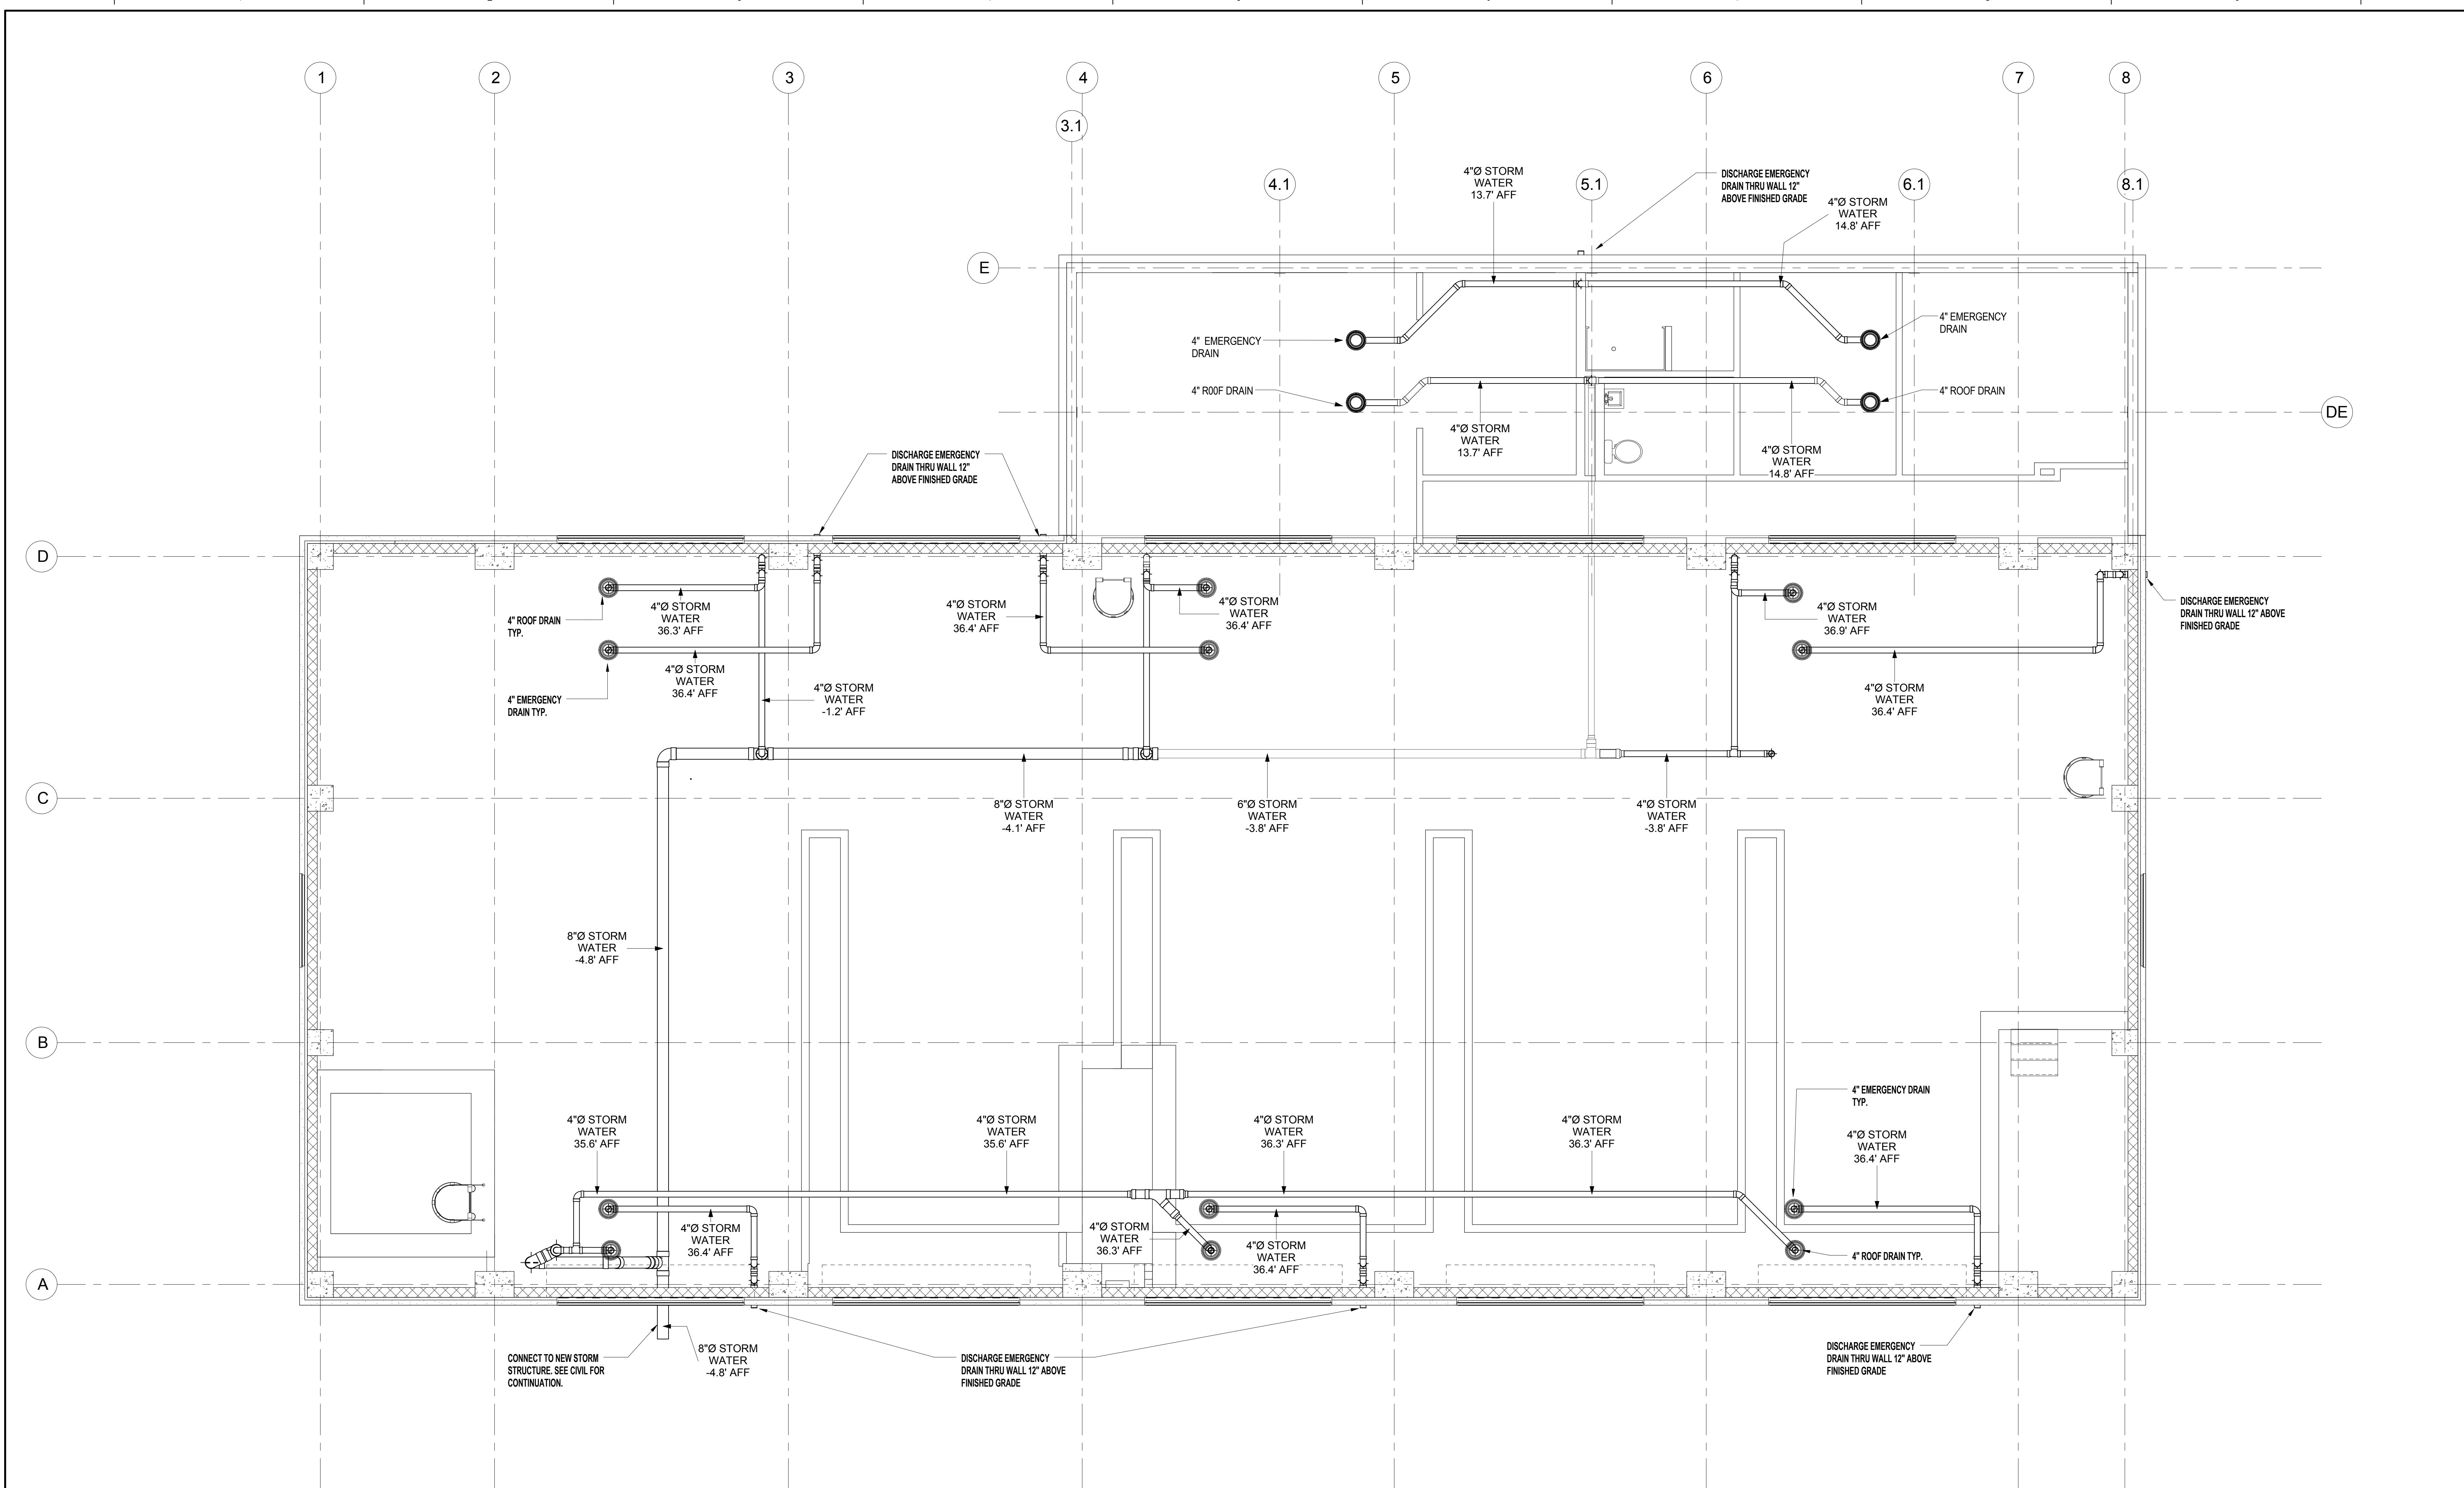 1
2
3
4
5
6
7
8
3.1
4.1
5.1
6.1
8.1
4"Ø STORM
WATER
13.7' AFF
DISCHARGE EMERGENCY
DRAIN THRU WALL 12"
ABOVE FINISHED GRADE
4"Ø STORM
WATER
14.8' AFF
E
4" EMERGENCY
DRAIN
4" EMERGENCY
DRAIN
4" R00F DRAIN
4" ROOF DRAIN
DE
4"Ø STORM
WATER
13.7' AFF
4"Ø STORM
WATER
14.8' AFF
DISCHARGE EMERGENCY
DRAIN THRU WALL 12"
ABOVE FINISHED GRADE
D
4" ROOF DRAIN
TYP.
4"Ø STORM
WATER
36.3' AFF
4"Ø STORM
WATER
36.4' AFF
4"Ø STORM
WATER
36.4' AFF
4"Ø STORM
WATER
36.9' AFF
DISCHARGE EMERGENCY
DRAIN THRU WALL 12" ABOVE
FINISHED GRADE
4" EMERGENCY
DRAIN TYP.
4"Ø STORM
WATER
36.4' AFF
4"Ø STORM
WATER
-1.2' AFF
4"Ø STORM
WATER
36.4' AFF
C
8"Ø STORM
WATER
-4.1' AFF
6"Ø STORM
WATER
-3.8' AFF
4"Ø STORM
WATER
-3.8' AFF
8"Ø STORM
WATER
-4.8' AFF
B
4" EMERGENCY DRAIN
TYP.
4"Ø STORM
WATER
35.6' AFF
4"Ø STORM
WATER
35.6' AFF
4"Ø STORM
WATER
36.3' AFF
4"Ø STORM
WATER
36.3' AFF
4"Ø STORM
WATER
36.4' AFF
4"Ø STORM
WATER
36.4' AFF
4"Ø STORM
WATER
36.3' AFF
4"Ø STORM
WATER
36.4' AFF
4" ROOF DRAIN TYP.
A
CONNECT TO NEW STORM
STRUCTURE. SEE CIVIL FOR
CONTINUATION.
8"Ø STORM
WATER
-4.8' AFF
DISCHARGE EMERGENCY
DRAIN THRU WALL 12" ABOVE
FINISHED GRADE
DISCHARGE EMERGENCY
DRAIN THRU WALL 12" ABOVE
FINISHED GRADE